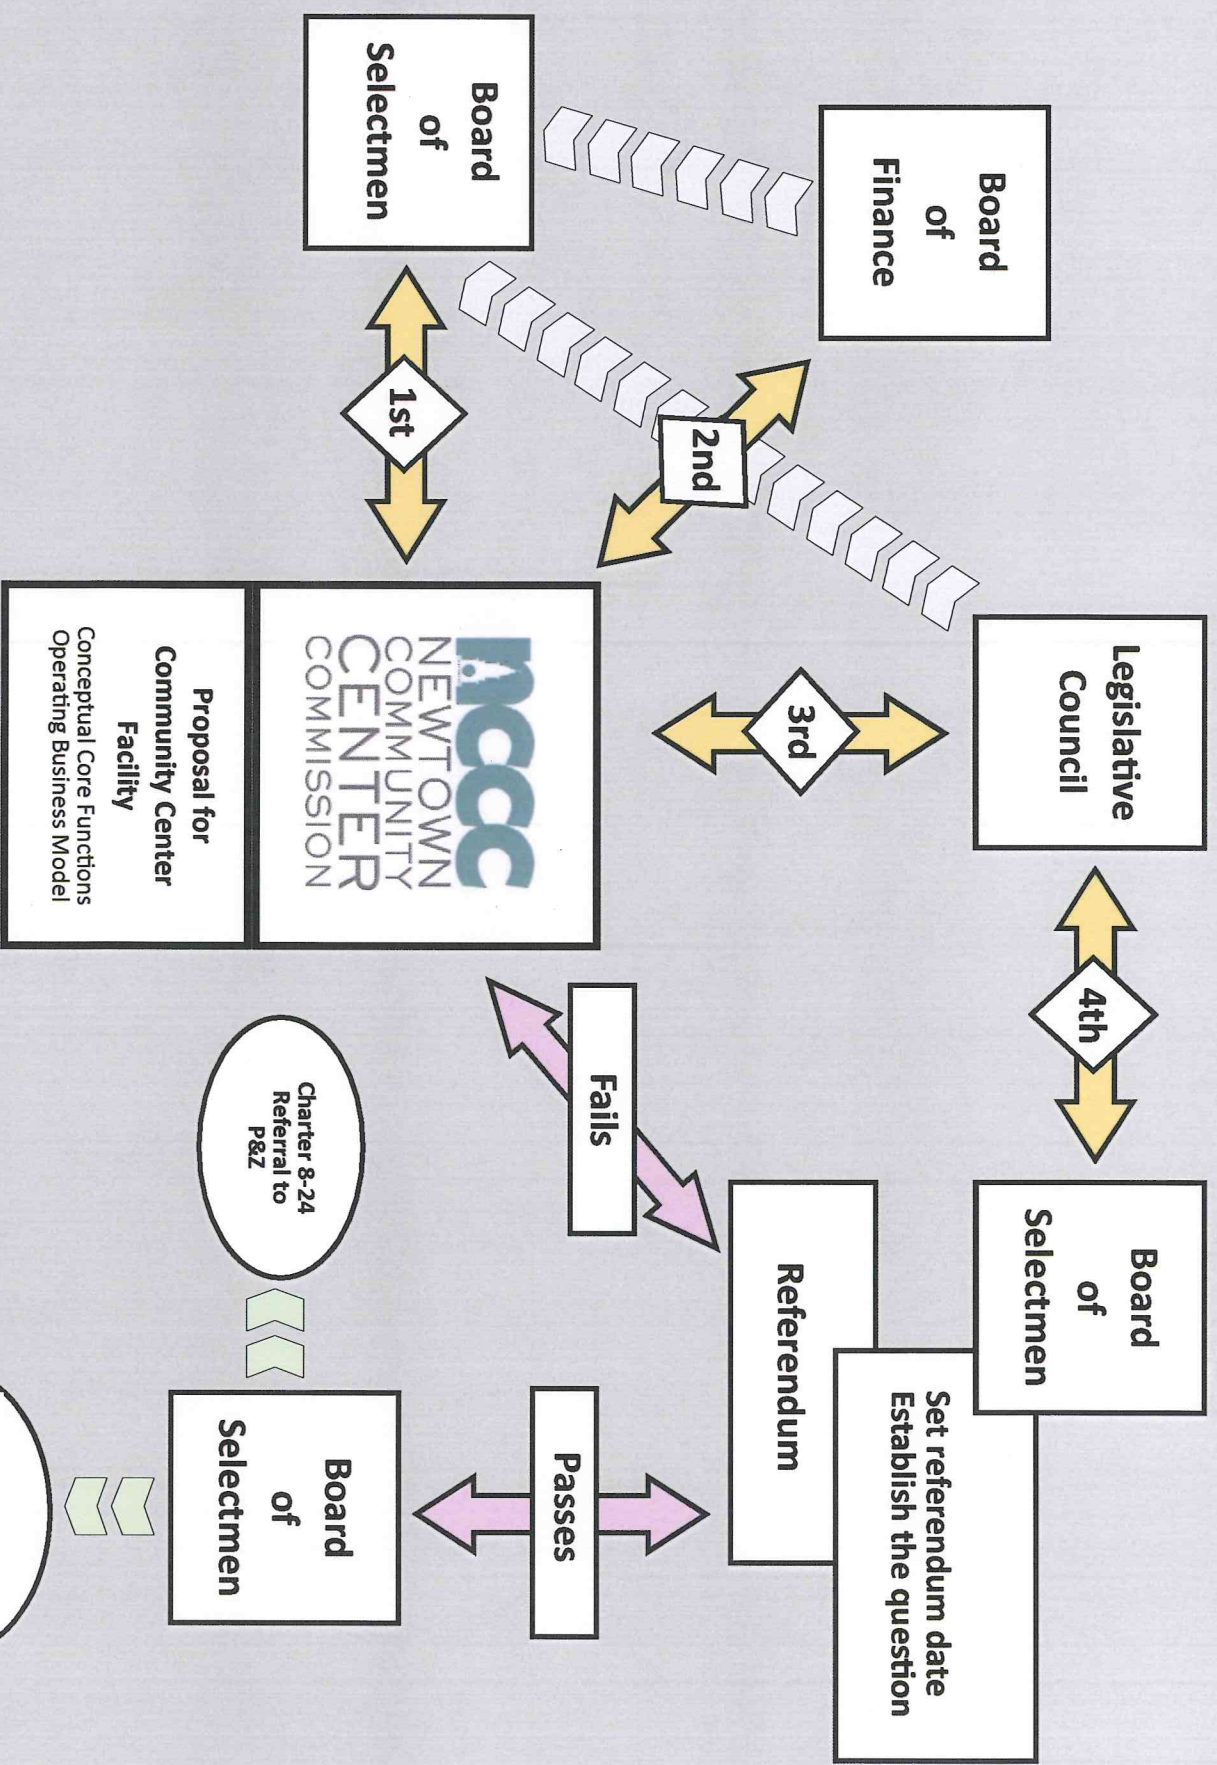 Legislative
Council
4th
Board
of
Selectmen
Board
of
Finance
Set referendum date
Establish the question
3rd
Referendum
2nd
Fails
Passes
Board
of
Selectmen
1st
nccc
NEWTOWN
COMMUNITY
CENTER
COMMISSION
Proposal for
Community Center
Facility
Conceptual Core Functions
Operating Business Model
Charter 8-24
Referral to
P&Z
Board
of
Selectmen